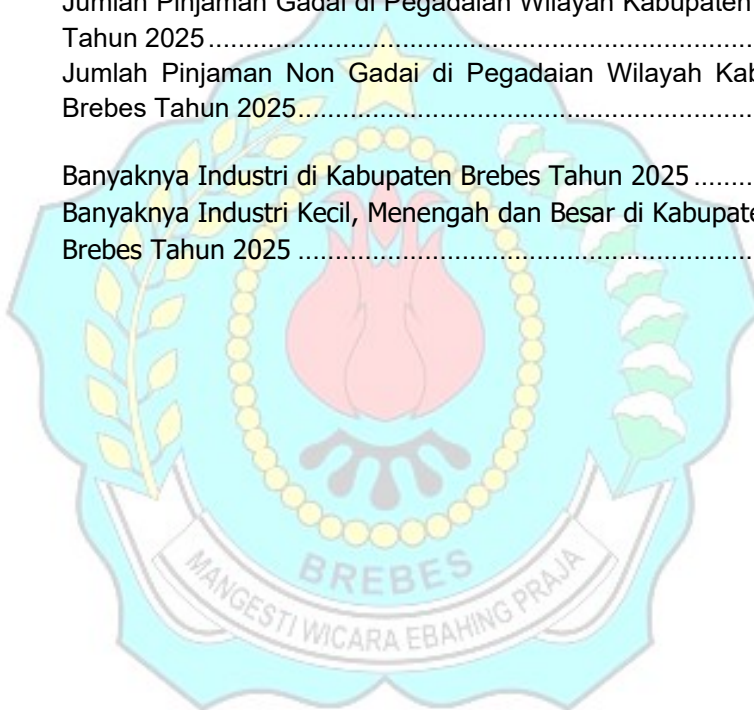 Jumlah Pinjaman Gadai di Pegadaian Wilayah Kabupaten
Tahun 2025
Jumlah Pinjaman Non Gadai di Pegadaian Wilayah Kab
Brebes Tahun 2025
Banyaknya Industri di Kabupaten Brebes Tahun 2025
Banyaknya Industri Kecil, Menengah dan Besar di Kabupate
Brebes Tahun 2025
BREBES
MANGESTI WICARA EBAHING PRAJA